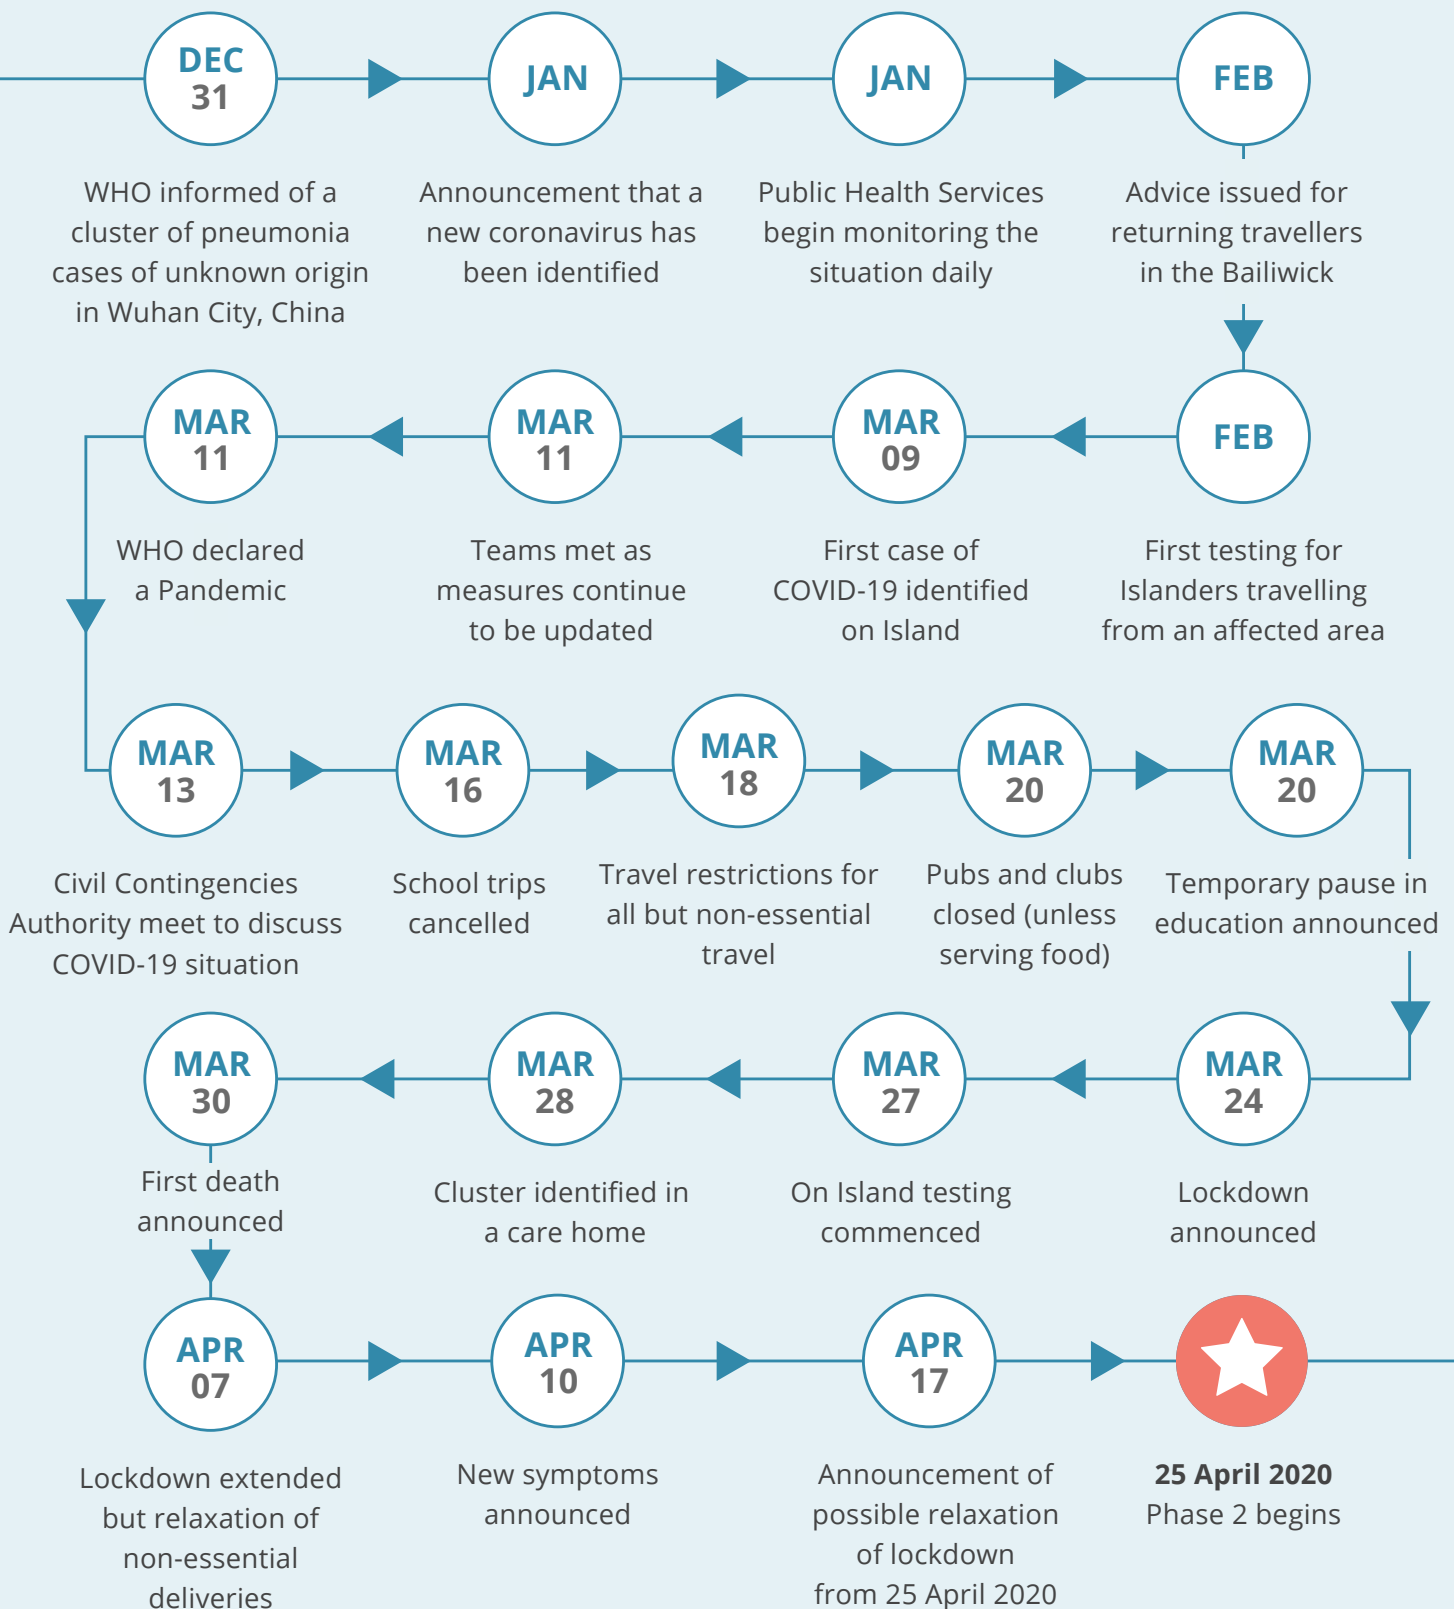 DEC
31
WHO informed of a
cluster of pneumonia
cases of unknown origin
in Wuhan City, China
JAN
Announcement that a
new coronavirus has
been identified
JAN
Public Health Services
begin monitoring the
situation daily
FEB
Advice issued for
returning travellers
in the Bailiwick
FEB
First testing for
Islanders travelling
from an affected area
MAR
09
First case of
COVID-19 identified
on Island
MAR
11
Teams met as
measures continue
to be updated
MAR
11
WHO declared
a Pandemic
MAR
13
Civil Contingencies
Authority meet to discuss
COVID-19 situation
MAR
16
School trips
cancelled
MAR
18
Travel restrictions for
all but non-essential
travel
MAR
20
Pubs and clubs
closed (unless
serving food)
MAR
20
Temporary pause in
education announced
MAR
24
Lockdown
announced
MAR
27
On Island testing
commenced
MAR
28
Cluster identified in
a care home
MAR
30
First death
announced
APR
07
Lockdown extended
but relaxation of
non-essential
deliveries
APR
10
New symptoms
announced
APR
17
Announcement of
possible relaxation
of lockdown
from 25 April 2020
25 April 2020
Phase 2 begins